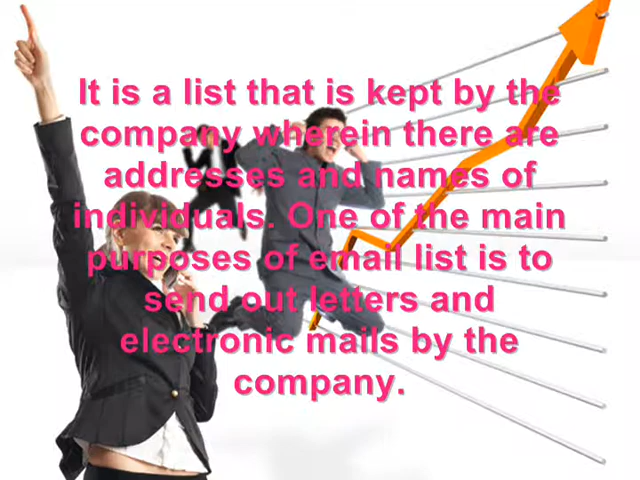 It is a list that is kept by the
company wherein there are
addresses and names of
individuals. One of the main
purposes of email list is to
send out letters and
electronic mails by the
company.